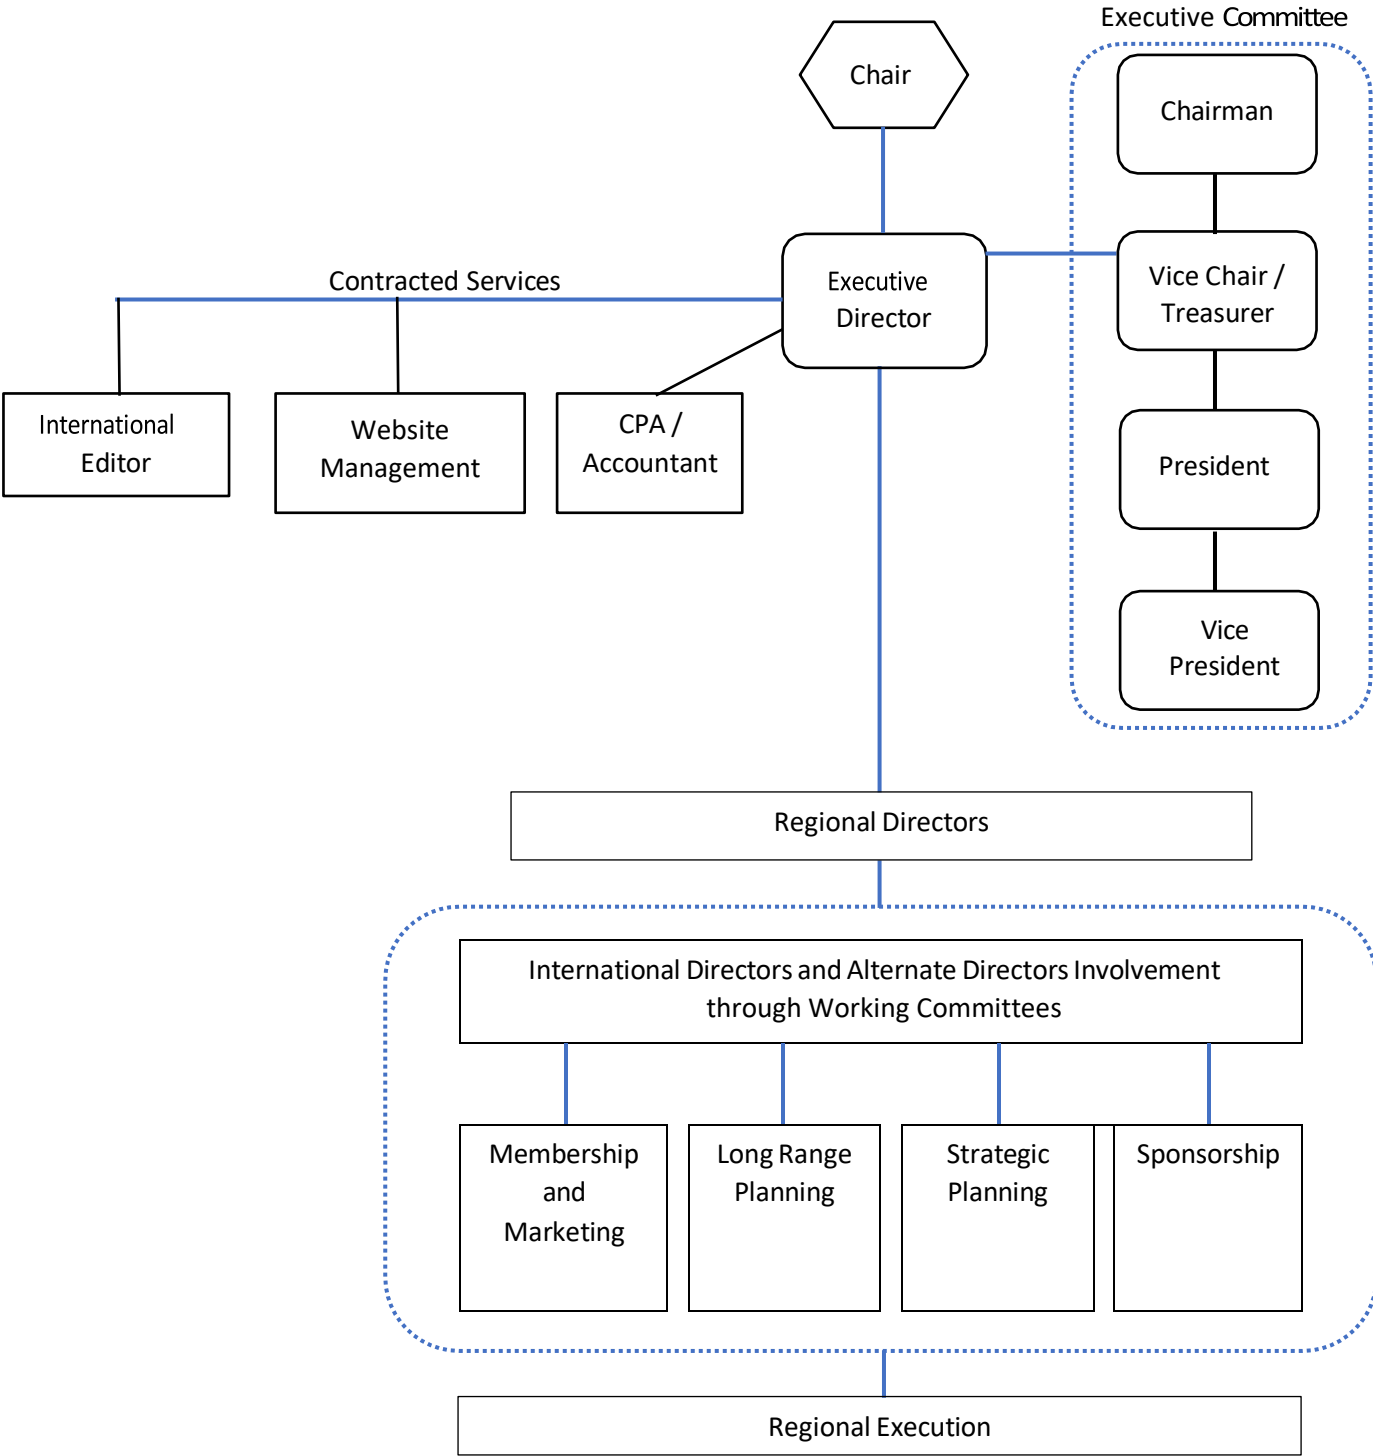 Executive Committee
Chair
Chairman
Contracted Services
Executive
Director
Vice Chair /
Treasurer
International
Editor
Website
Management
CPA /
Accountant
President
Vice
President
Regional Directors
International Directors and Alternate Directors Involvement
through Working Committees
Membership
and
Marketing
Long Range
Planning
Strategic
Planning
Sponsorship
Regional Execution